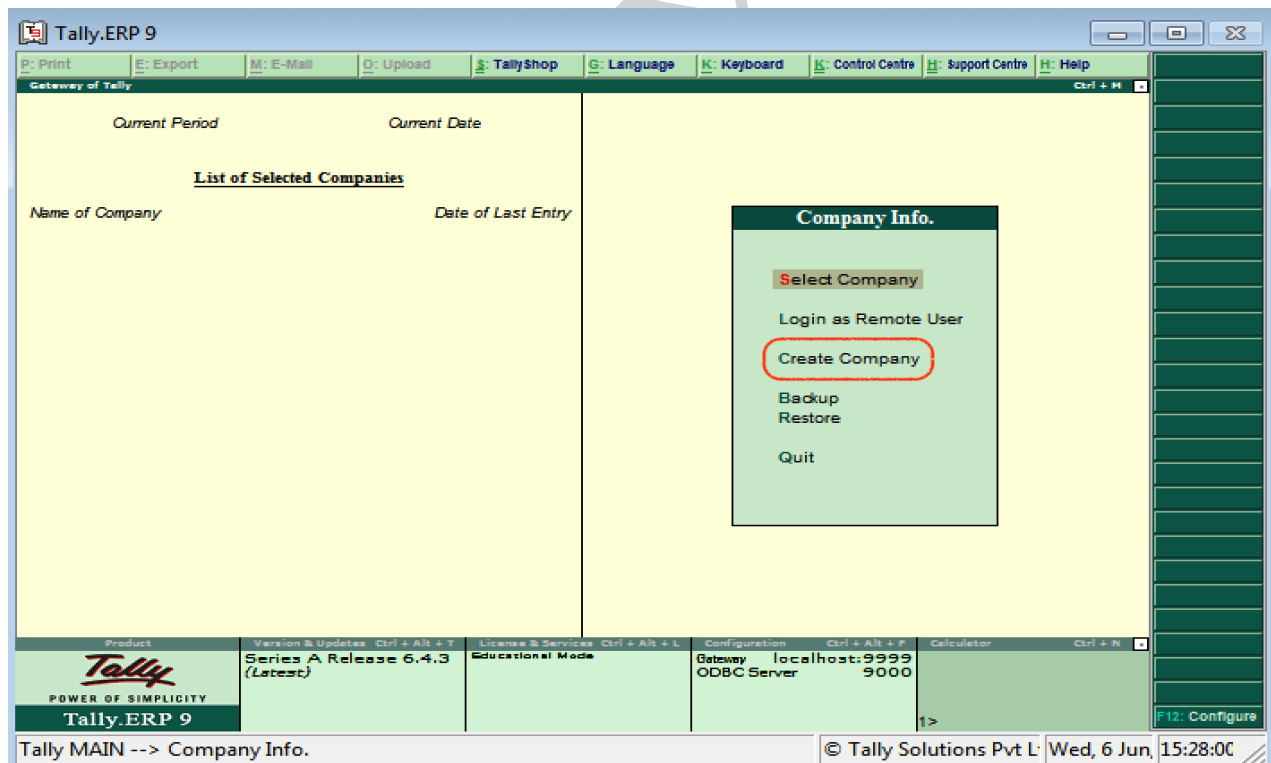 Tally.ERP 9
P: Print E: Export M: E-Mail O: Upload S: TallyShop G: Language K: Keyboard K: Control Centre H: Support Centre H: Help
Gateway of Tally Ctrl + M
Current Period Current Date
List of Selected Companies
Name of Company Date of Last Entry
Company Info.
Select Company
Login as Remote User
Create Company
Backup
Restore
Quit
Product Version & Updates Ctrl + Alt + T License & Services Ctrl + Alt + L Configuration Ctrl + Alt + F Calculator Ctrl + N
Tally
POWER OF SIMPLICITY
Tally.ERP 9
Series A Release 6.4.3
(Latest)
Educational Mode
Gateway localhost:9999
ODBC Server 9000
1>
F12: Configure
Tally MAIN --> Company Info. © Tally Solutions Pvt L Wed, 6 Jun, 15:28:00